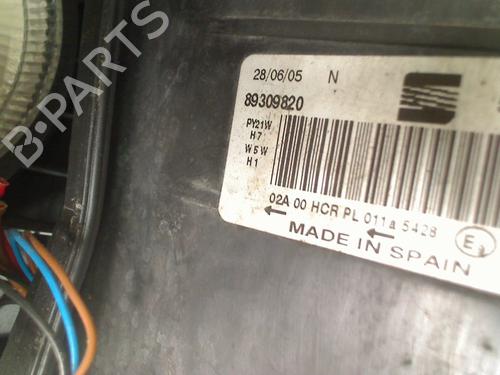 B-PARTS
28/06/05 N
89309820
PY21W
H7
W5W
H1
02A 00 HCR PL 011a 5428
MADE IN SPAIN